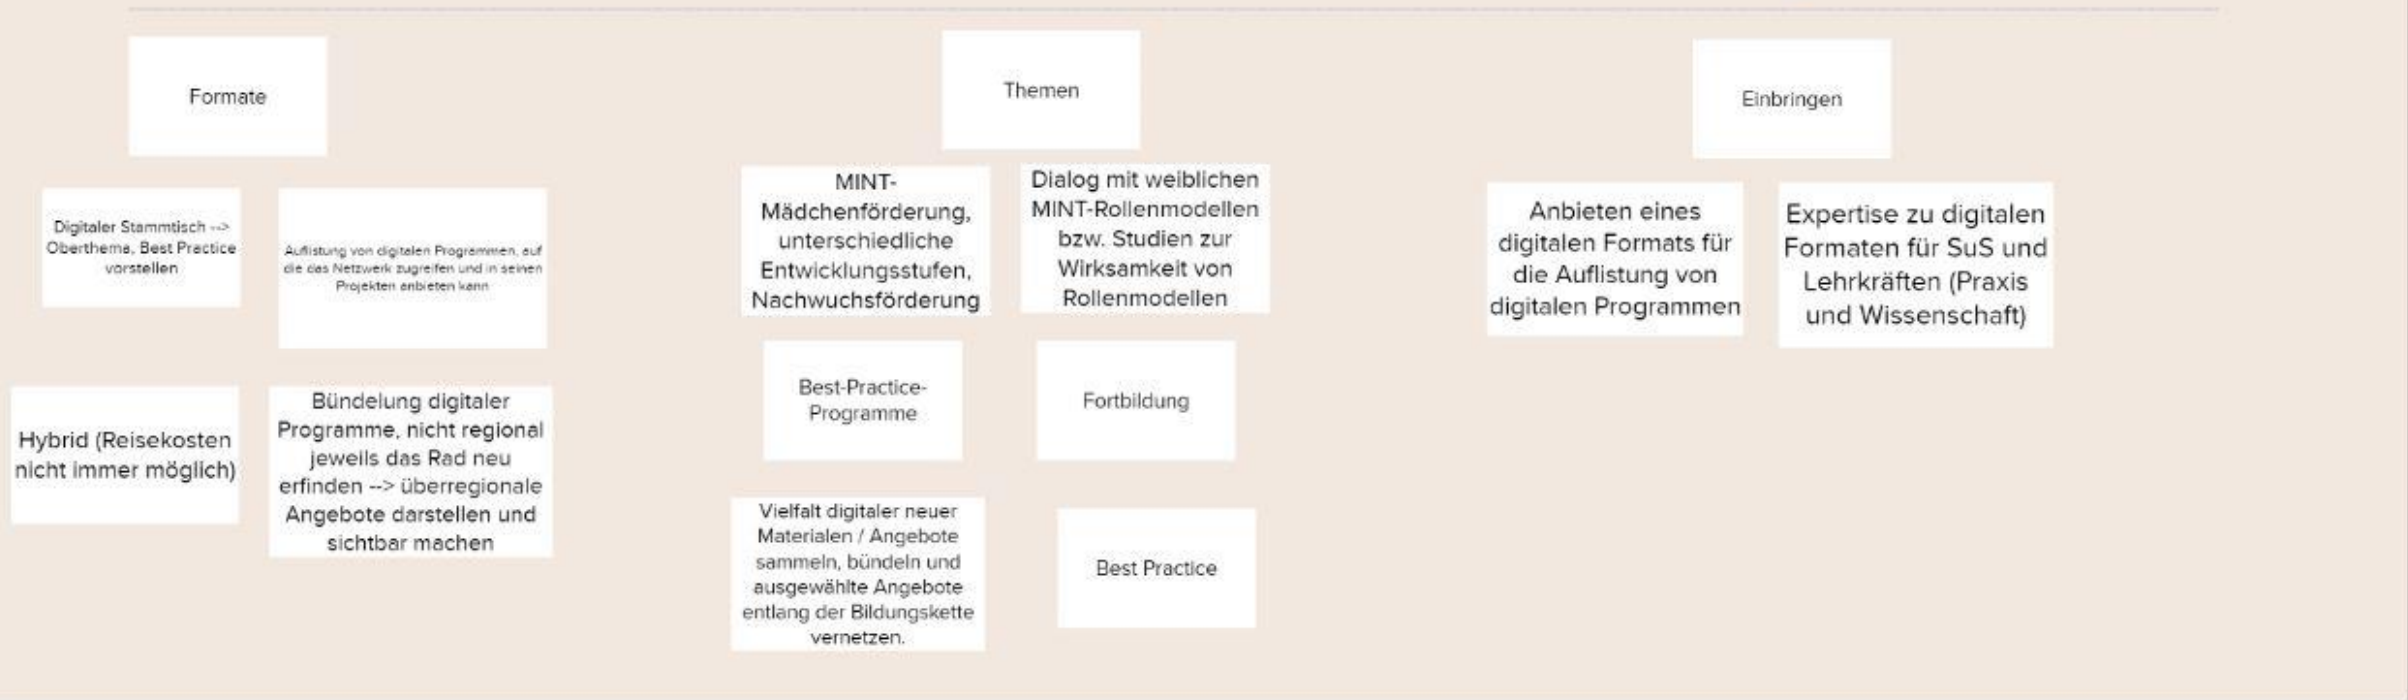 Formate
Digitaler Stammtisch -->
Oberthema, Best Practice
vorstellen
Auflistung von digitalen Programmen, auf
die das Netzwerk zugreifen und in seinen
Projekten anbieten kann
Hybrid (Reisekosten
nicht immer möglich)
Bündelung digitaler
Programme, nicht regional
jeweils das Rad neu
erfinden --> überregionale
Angebote darstellen und
sichtbar machen
Themen
MINT-
Mädchenförderung,
unterschiedliche
Entwicklungsstufen,
Nachwuchsförderung
Dialog mit weiblichen
MINT-Rollenmodellen
bzw. Studien zur
Wirksamkeit von
Rollenmodellen
Best-Practice-
Programme
Fortbildung
Vielfalt digitaler neuer
Materialen / Angebote
sammeln, bündeln und
ausgewählte Angebote
entlang der Bildungskette
vernetzen.
Best Practice
Einbringen
Anbieten eines
digitalen Formats für
die Auflistung von
digitalen Programmen
Expertise zu digitalen
Formaten für SuS und
Lehrkräften (Praxis
und Wissenschaft)